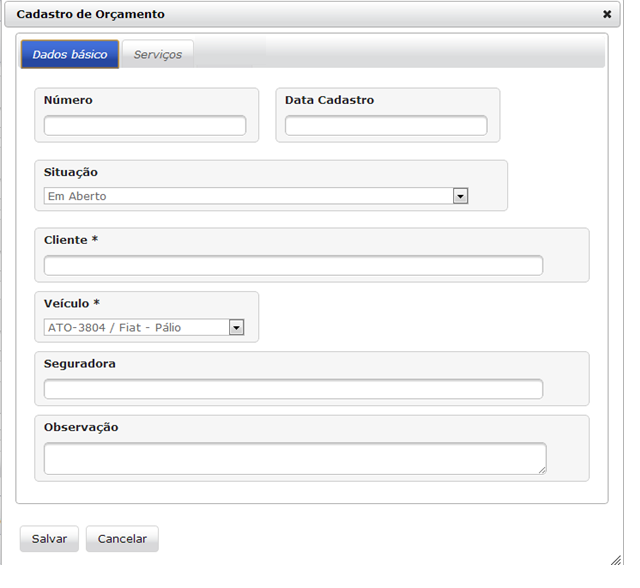 Cadastro de Orçamento
Dados básico
Serviços
Número
Data Cadastro
Situação
Em Aberto
Cliente *
Veículo *
ATO-3804 / Fiat - Pálio
Seguradora
Observação
Salvar
Cancelar